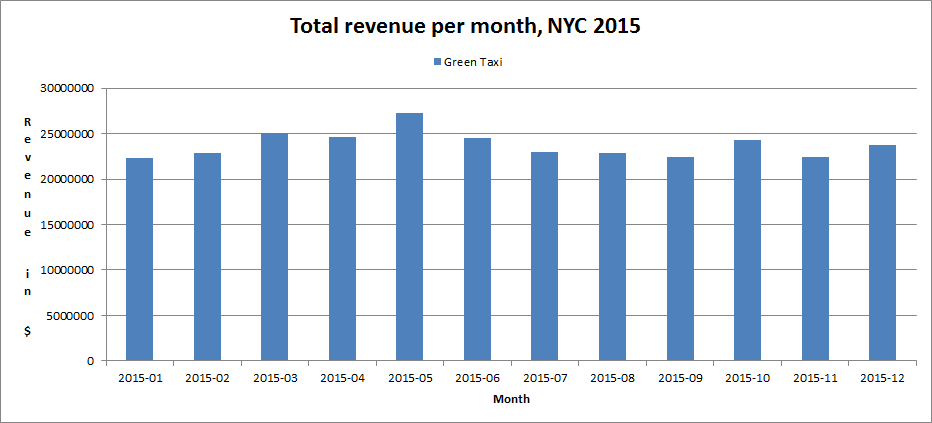 Total revenue per month, NYC 2015
Green Taxi
30000000
25000000
20000000
15000000
10000000
5000000
0
Revenue in $
2015-01 2015-02 2015-03 2015-04 2015-05 2015-06 2015-07 2015-08 2015-09 2015-10 2015-11 2015-12
Month